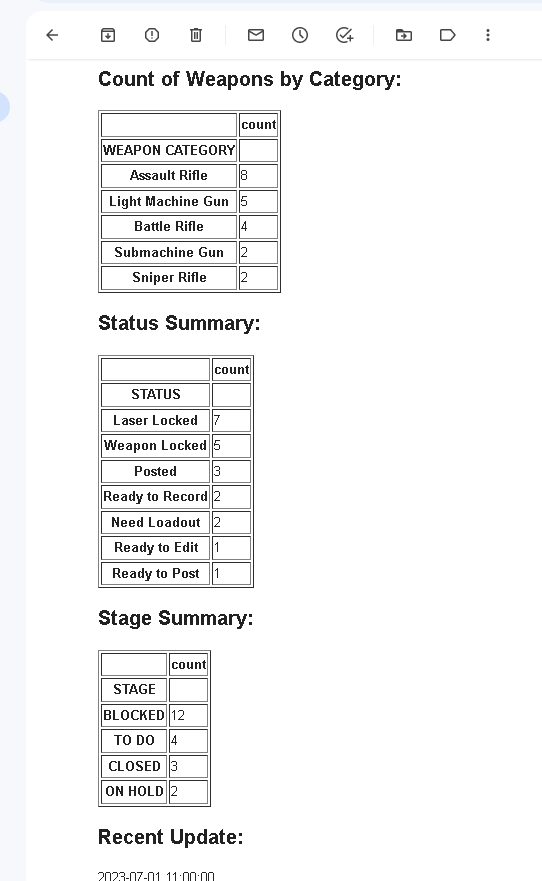 Count of Weapons by Category:
count
WEAPON CATEGORY
Assault Rifle 8
Light Machine Gun 5
Battle Rifle 4
Submachine Gun 2
Sniper Rifle 2
Status Summary:
count
STATUS
Laser Locked 7
Weapon Locked 5
Posted 3
Ready to Record 2
Need Loadout 2
Ready to Edit 1
Ready to Post 1
Stage Summary:
count
STAGE
BLOCKED 12
TO DO 4
CLOSED 3
ON HOLD 2
Recent Update:
2023-07-01 11:00:00